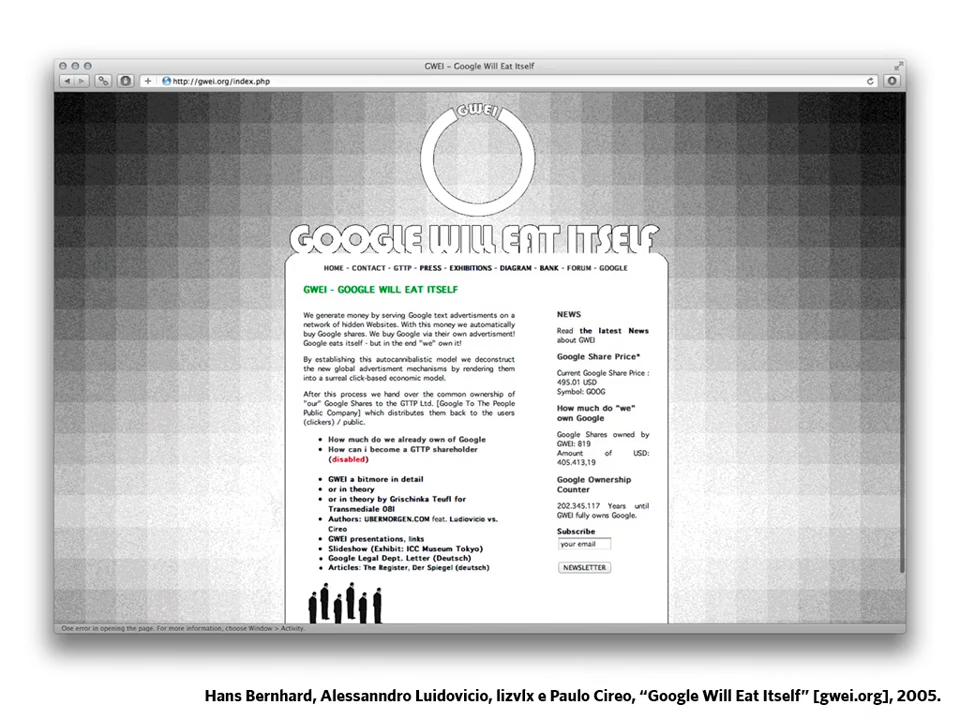 GWEI – Google Will Eat Itself
http://gwei.org/index.php
GWEI
GOOGLE WILL EAT ITSELF
HOME - CONTACT - GTTP - PRESS - EXHIBITIONS - DIAGRAM - BANK - FORUM - GOOGLE
GWEI - GOOGLE WILL EAT ITSELF
We generate money by serving Google text advertisments on a
network of hidden Websites. With this money we automatically
buy Google shares. We buy Google via their own advertisment!
Google eats itself - but in the end "we" own it!
By establishing this autocannibalistic model we deconstruct
the new global advertisment mechanisms by rendering them
into a surreal click-based economic model.
After this process we hand over the common ownership of
"our" Google Shares to the GTTP Ltd. [Google To The People
Public Company] which distributes them back to the users
(clickers) / public.
• How much do we already own of Google
• How can i become a GTTP shareholder
(disabled)
• GWEI a bitmore in detail
• or in theory
• or in theory by Grischinka Teufl for
Transmediale 08!
• Authors: UBERMORGEN.COM feat. Ludiovicio vs.
Cireo
• GWEI presentations, links
• Slideshow (Exhibit: ICC Museum Tokyo)
• Google Legal Dept. Letter (Deutsch)
• Articles: The Register, Der Spiegel (deutsch)
NEWS
Read the latest News
about GWEI
Google Share Price*
Current Google Share Price :
495.01 USD
Symbol: GOOG
How much do "we"
own Google
Google Shares owned by
GWEI: 819
Amount of USD:
405.413,19
Google Ownership
Counter
202.345.117 Years until
GWEI fully owns Google.
Subscribe
your email
NEWSLETTER
One error in opening the page. For more information, choose Window > Activity.
Hans Bernhard, Alessanndro Luidovicio, lizvlx e Paulo Cireo, “Google Will Eat Itself” [gwei.org], 2005.